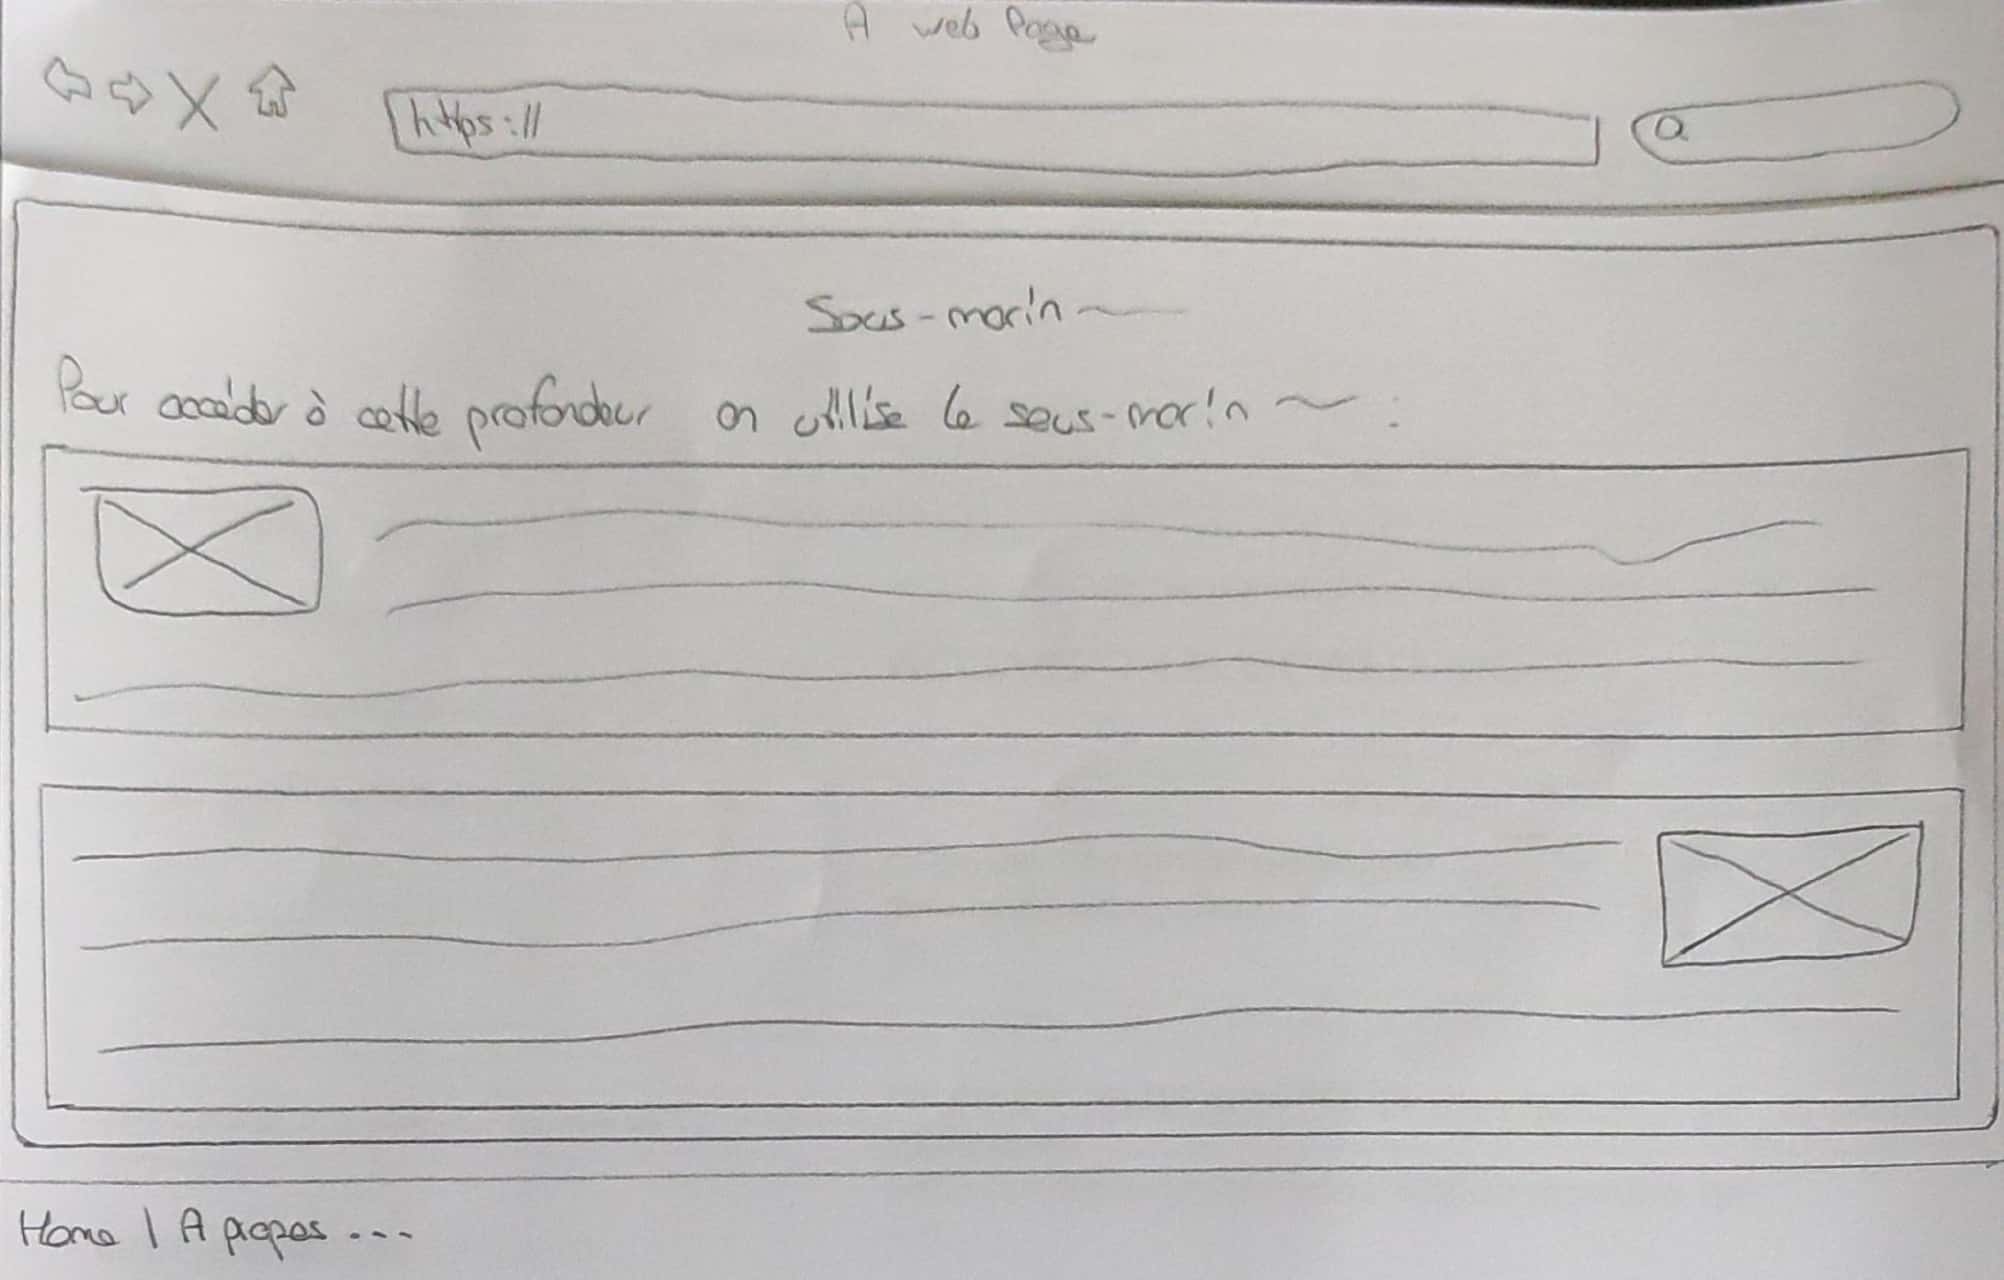 A web Page
https://
Sous-marin ~
Pour accéder à cette profondeur on utilise le sous-marin ~ :
Home | A propos ...